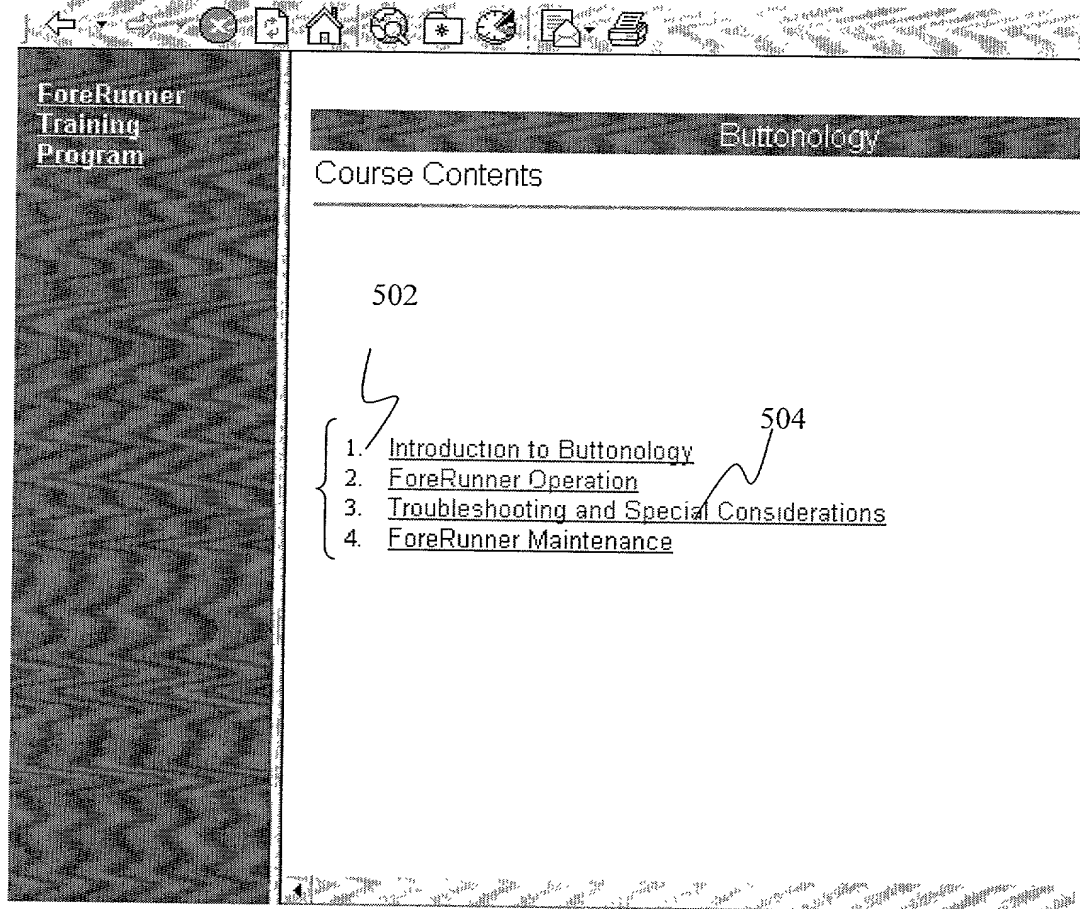 ForeRunner
Training
Program
Buttonology
Course Contents
502
504
1. Introduction to Buttonology
2. ForeRunner Operation
3. Troubleshooting and Special Considerations
4. ForeRunner Maintenance